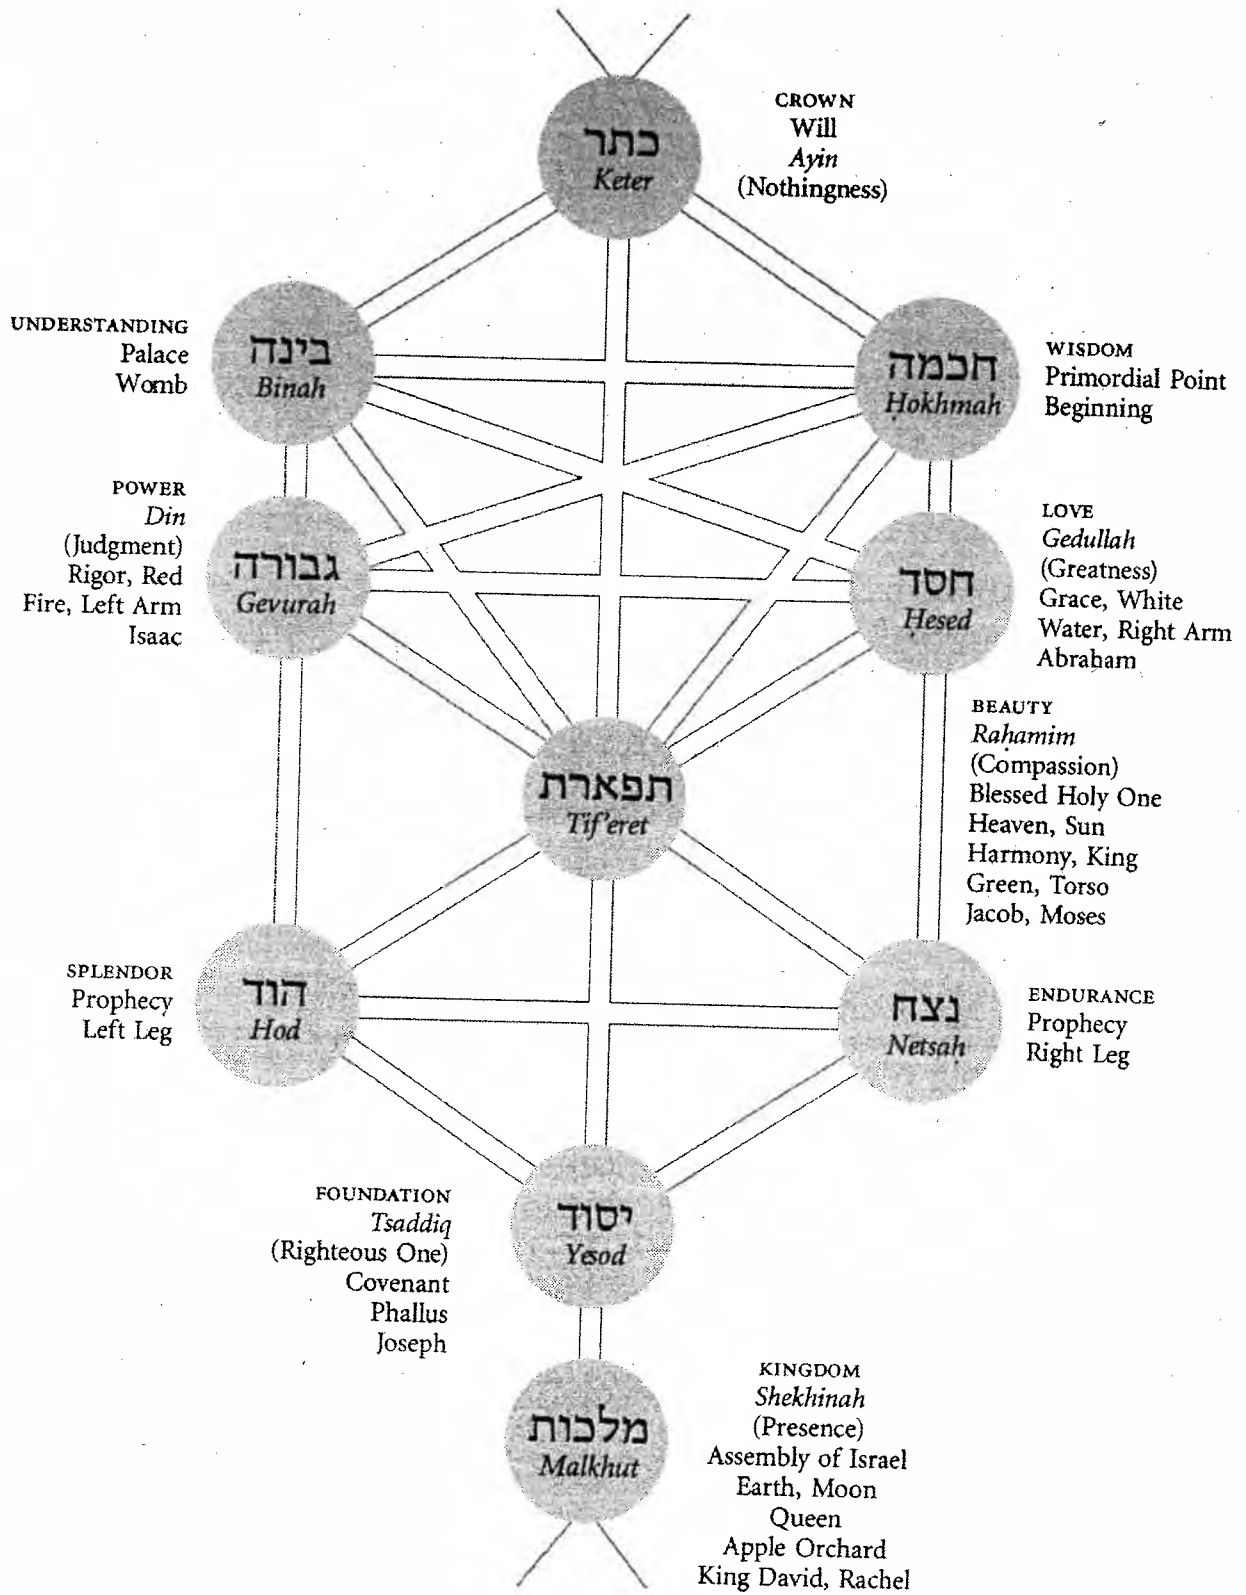 כתר
Keter
CROWN
Will
Ayin
(Nothingness)
UNDERSTANDING
Palace
Womb
בינה
Binah
חכמה
Ḥokhmah
WISDOM
Primordial Point
Beginning
POWER
Din
(Judgment)
Rigor, Red
Fire, Left Arm
Isaac
גבורה
Gevurah
חסד
Ḥesed
LOVE
Gedullah
(Greatness)
Grace, White
Water, Right Arm
Abraham
תפארת
Tif'eret
BEAUTY
Raḥamim
(Compassion)
Blessed Holy One
Heaven, Sun
Harmony, King
Green, Torso
Jacob, Moses
SPLENDOR
Prophecy
Left Leg
הוד
Hod
נצח
Netsaḥ
ENDURANCE
Prophecy
Right Leg
FOUNDATION
Tsaddiq
(Righteous One)
Covenant
Phallus
Joseph
יסוד
Yesod
מלכות
Malkhut
KINGDOM
Shekhinah
(Presence)
Assembly of Israel
Earth, Moon
Queen
Apple Orchard
King David, Rachel